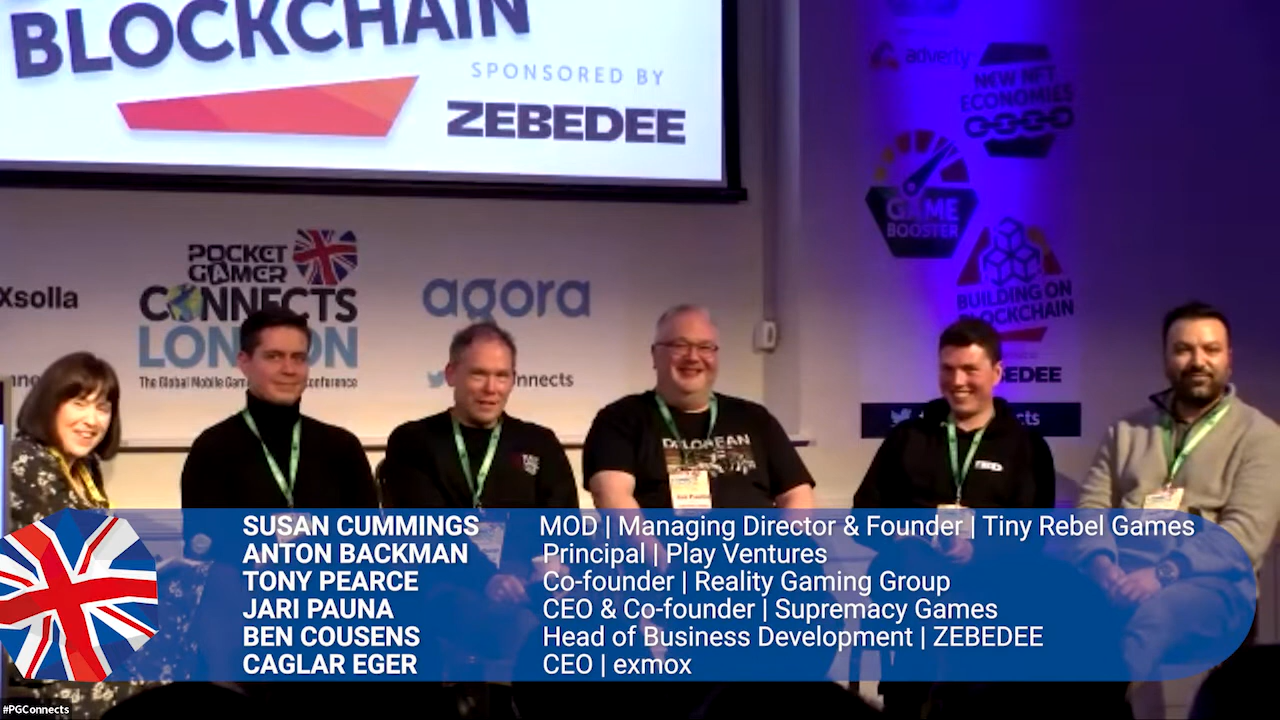 BLOCKCHAIN
SPONSORED BY
ZEBEDEE
adverty
NEW NFT
ECONOMIES
GAME
BOOSTER
BUILDING ON
BLOCKCHAIN
ZEBEDEE
Xsolla
POCKET
GAMER
CONNECTS
LONDON
The Global Mobile
agora
nnects
DELOREAN
SUSAN CUMMINGS MOD | Managing Director & Founder | Tiny Rebel Games
ANTON BACKMAN Principal | Play Ventures
TONY PEARCE Co-founder | Reality Gaming Group
JARI PAUNA CEO & Co-founder | Supremacy Games
BEN COUSENS Head of Business Development | ZEBEDEE
CAGLAR EGER CEO | exmox
#PGConnects